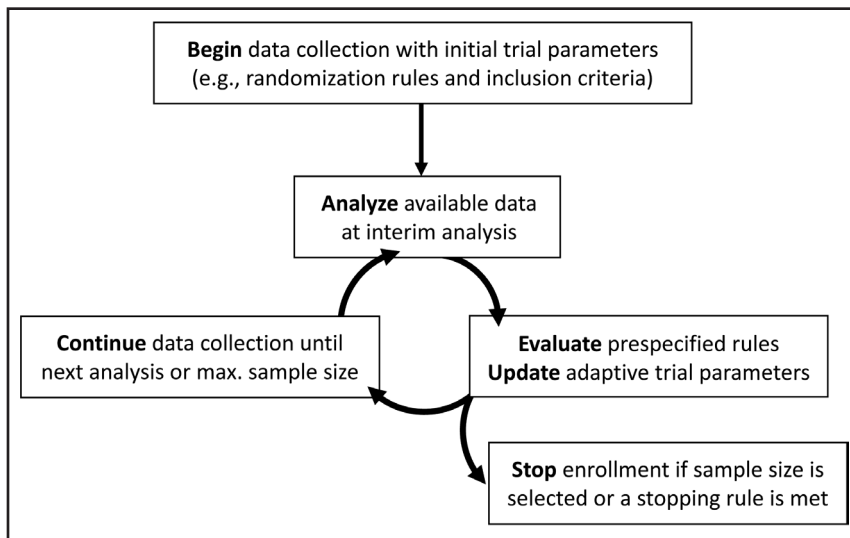 Begin data collection with initial trial parameters
(e.g., randomization rules and inclusion criteria)
Analyze available data
at interim analysis
Continue data collection until
next analysis or max. sample size
Evaluate prespecified rules
Update adaptive trial parameters
Stop enrollment if sample size is
selected or a stopping rule is met